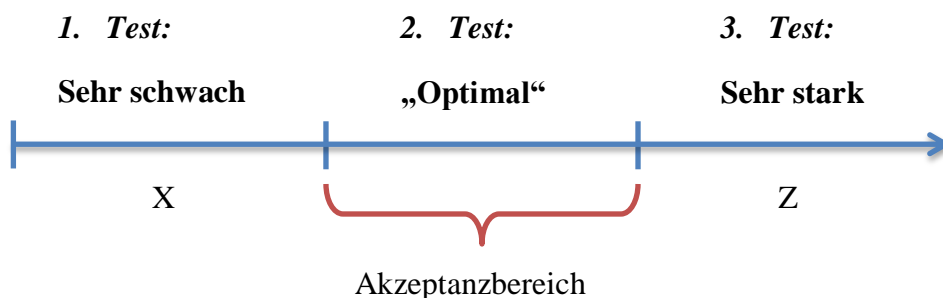 1. Test: 2. Test: 3. Test:
Sehr schwach „Optimal“ Sehr stark
X Z
Akzeptanzbereich